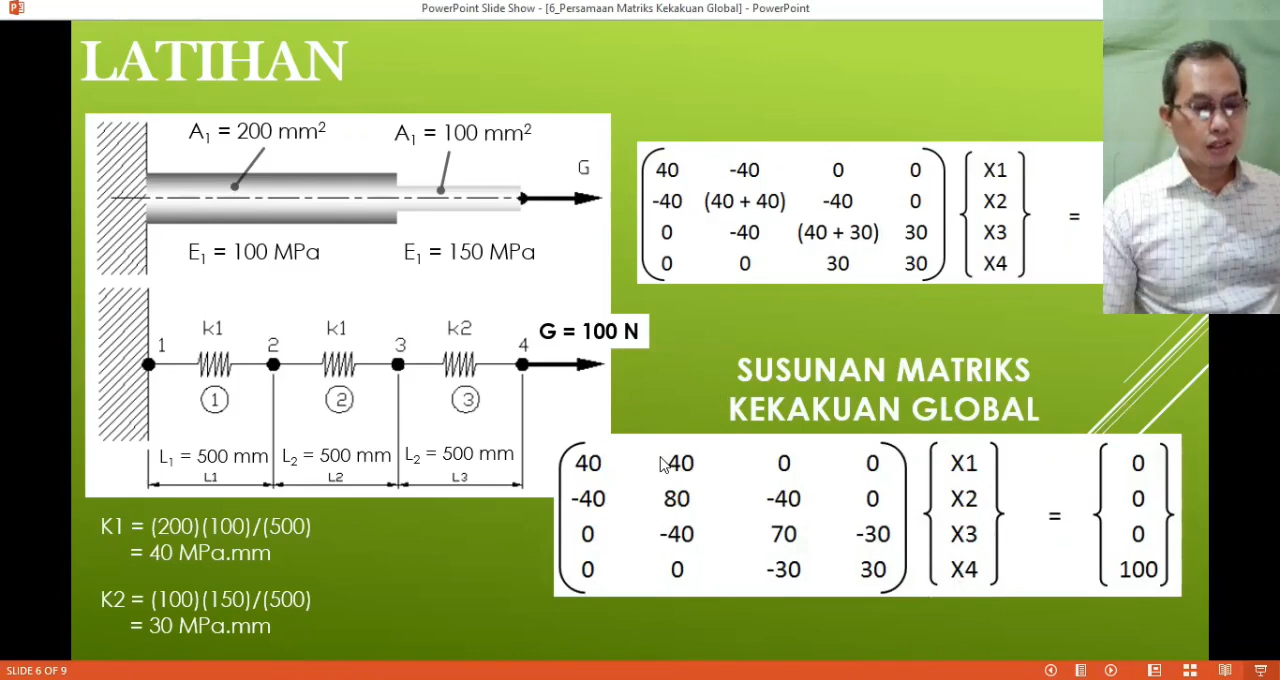 PowerPoint Slide Show - [6_Persamaan Matriks Kekakuan Global] - PowerPoint
LATIHAN
A₁ = 200 mm²
A₁ = 100 mm²
G
E₁ = 100 MPa
E₁ = 150 MPa
k1
k1
k2
G = 100 N
1
2
3
4
1
2
3
L₁ = 500 mm
L₂ = 500 mm
L₂ = 500 mm
L1
L2
L3
K1 = (200)(100)/(500)
= 40 MPa.mm
K2 = (100)(150)/(500)
= 30 MPa.mm
40 -40 0 0 X1
-40 (40 + 40) -40 0 X2
=
0 -40 (40 + 30) 30 X3
0 0 30 30 X4
SUSUNAN MATRIKS
KEKAKUAN GLOBAL
40 -40 0 0 X1 0
-40 80 -40 0 X2 0
=
0 -40 70 -30 X3 0
0 0 -30 30 X4 100
SLIDE 6 OF 9